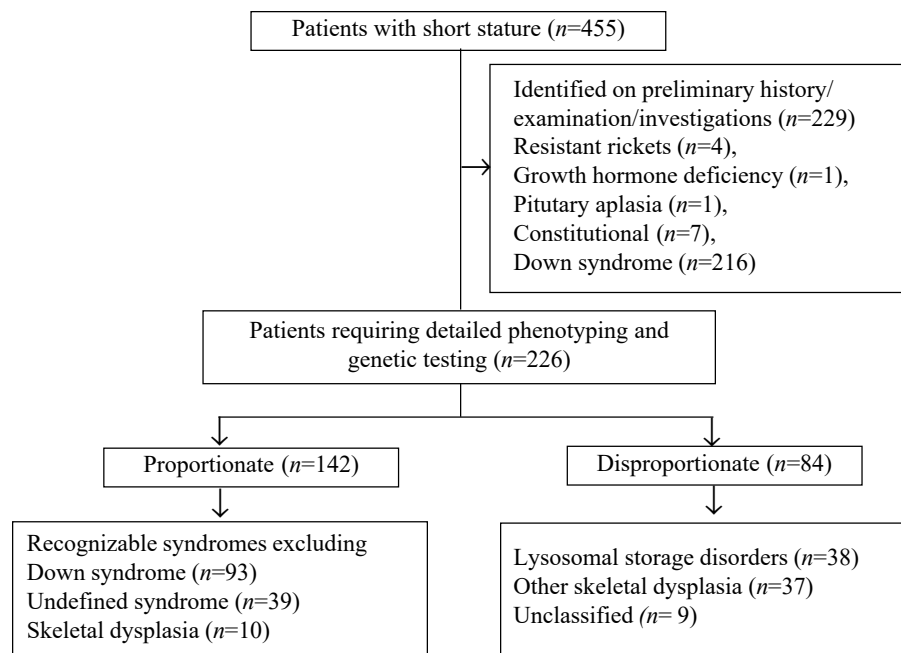 Patients with short stature (n=455)
Identified on preliminary history/
examination/investigations (n=229)
Resistant rickets (n=4),
Growth hormone deficiency (n=1),
Pitutary aplasia (n=1),
Constitutional (n=7),
Down syndrome (n=216)
Patients requiring detailed phenotyping and
genetic testing (n=226)
Proportionate (n=142)
Disproportionate (n=84)
Recognizable syndromes excluding
Down syndrome (n=93)
Undefined syndrome (n=39)
Skeletal dysplasia (n=10)
Lysosomal storage disorders (n=38)
Other skeletal dysplasia (n=37)
Unclassified (n= 9)